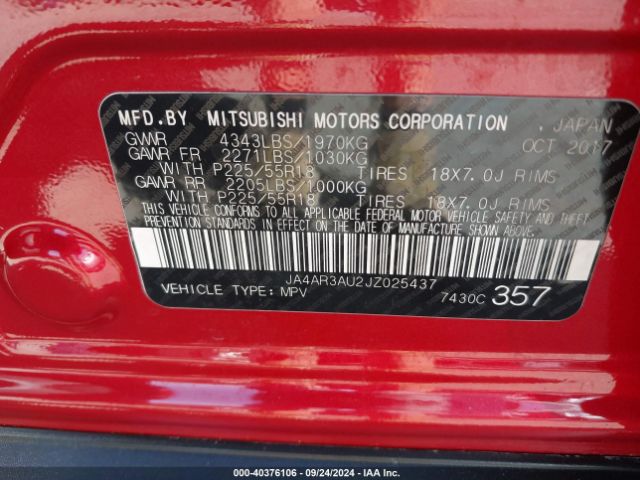 MFD.BY MITSUBISHI MOTORS CORPORATION . JAPAN
GVWR 4343LBS/1970KG OCT 2017
GAWR FR 2271LBS/1030KG
WITH P225/55R18 TIRES 18X7.0J RIMS
GAWR RR 2205LBS/1000KG
WITH P225/55R18 TIRES 18X7.0J RIMS
THIS VEHICLE CONFORMS TO ALL APPLICABLE FEDERAL MOTOR VEHICLE SAFETY AND THEFT
PREVENTION STANDARDS IN EFFECT ON THE DATE OF MANUFACTURE SHOWN ABOVE.
JA4AR3AU2JZ025437
VEHICLE TYPE:MPV 7430C 357
000-40376106 - 09/24/2024 - IAA Inc.